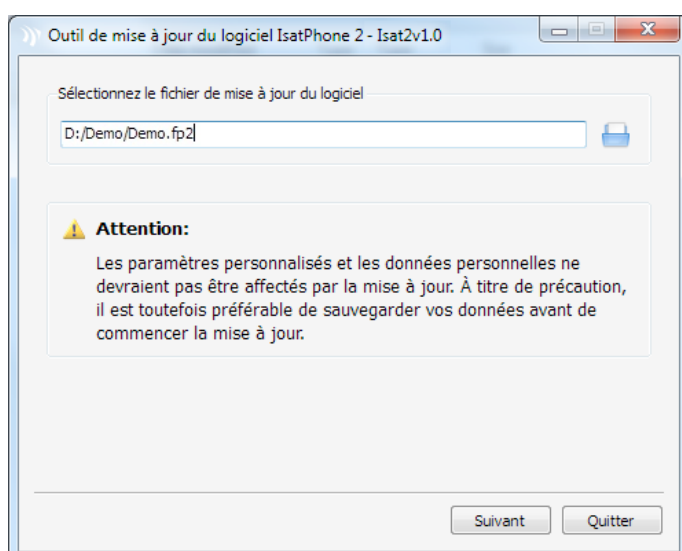 Outil de mise à jour du logiciel IsatPhone 2 - Isat2v1.0
Sélectionnez le fichier de mise à jour du logiciel
D:/Demo/Demo.fp2
Attention:
Les paramètres personnalisés et les données personnelles ne
devraient pas être affectés par la mise à jour. À titre de précaution,
il est toutefois préférable de sauvegarder vos données avant de
commencer la mise à jour.
Suivant Quitter